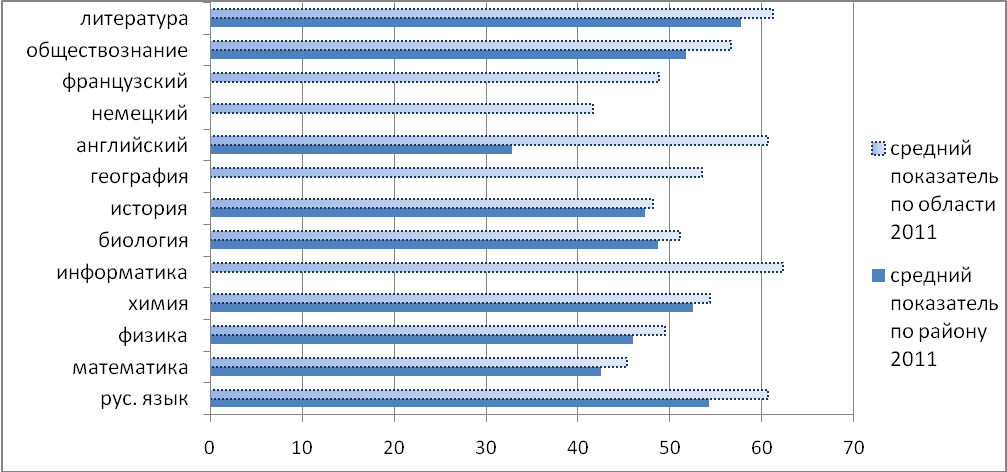 литература
обществознание
французский
немецкий
английский
география
история
биология
информатика
химия
физика
математика
рус. язык
0 10 20 30 40 50 60 70
средний
показатель
по области
2011
средний
показатель
по району
2011